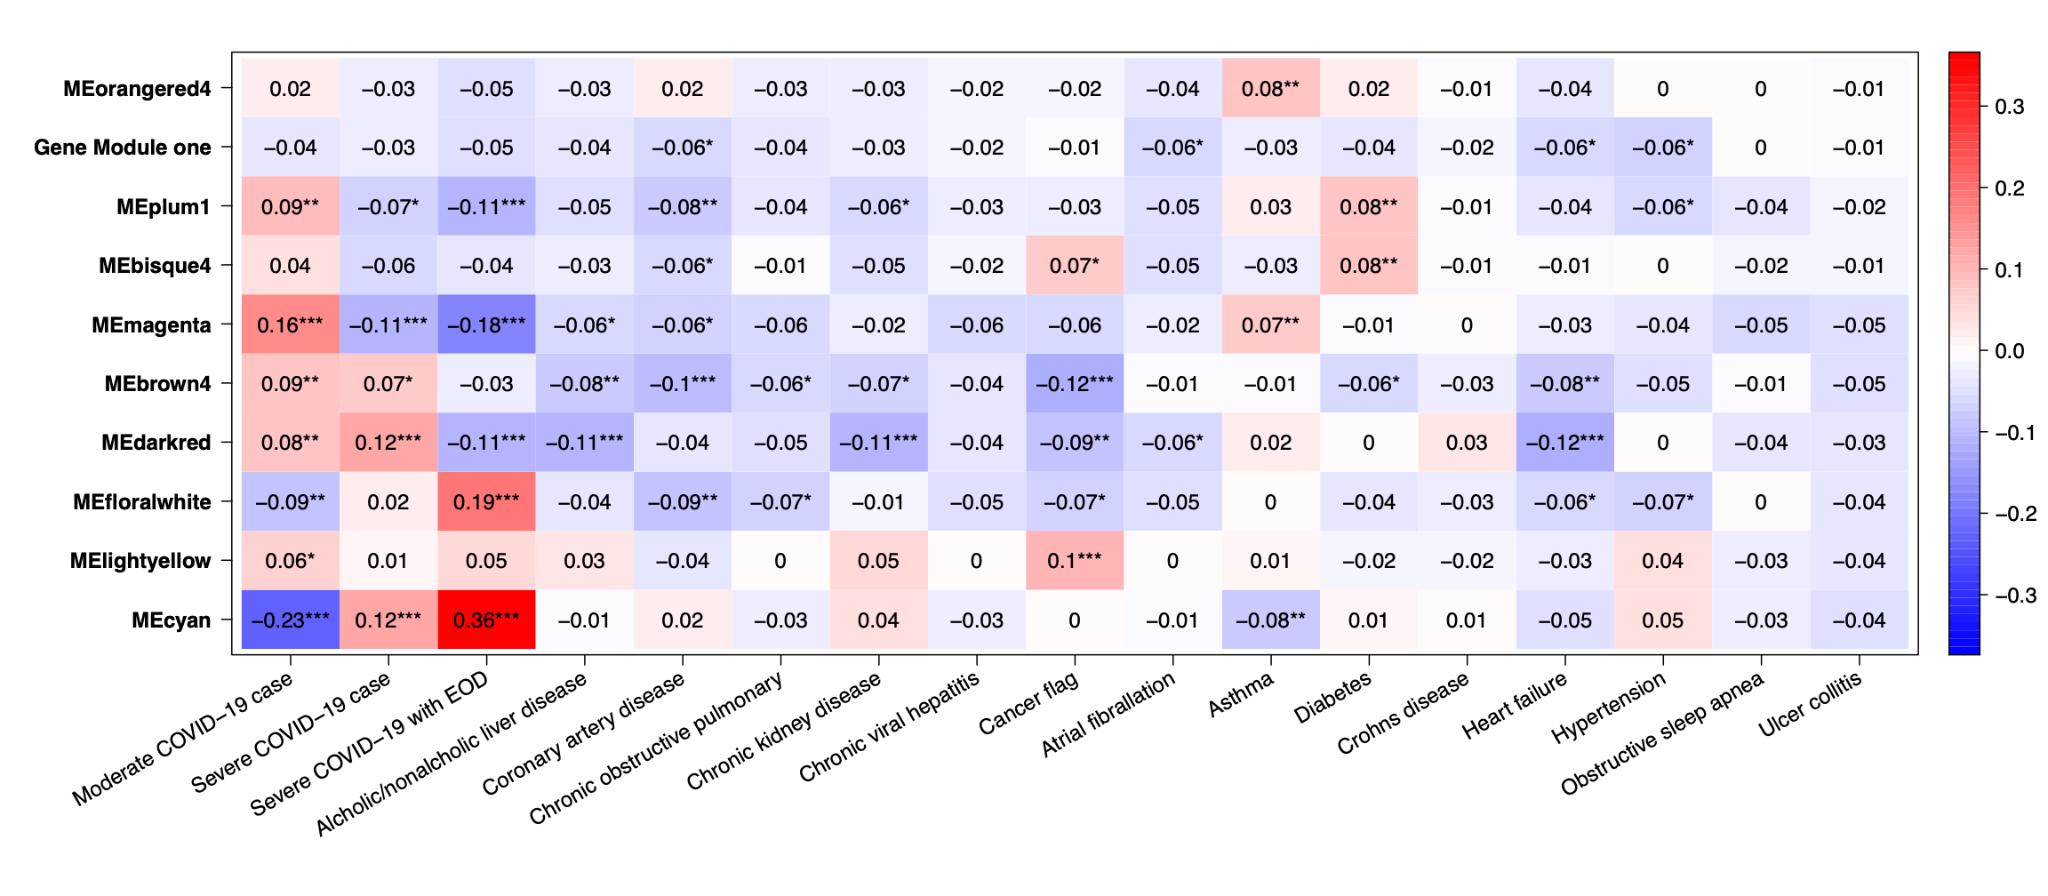 MEorangered4 0.02 −0.03 −0.05 −0.03 0.02 −0.03 −0.03 −0.02 −0.02 −0.04 0.08** 0.02 −0.01 −0.04 0 0 −0.01
Gene Module one −0.04 −0.03 −0.05 −0.04 −0.06* −0.04 −0.03 −0.02 −0.01 −0.06* −0.03 −0.04 −0.02 −0.06* −0.06* 0 −0.01
MEplum1 0.09** −0.07* −0.11*** −0.05 −0.08** −0.04 −0.06* −0.03 −0.03 −0.05 0.03 0.08** −0.01 −0.04 −0.06* −0.04 −0.02
MEbisque4 0.04 −0.06 −0.04 −0.03 −0.06* −0.01 −0.05 −0.02 0.07* −0.05 −0.03 0.08** −0.01 −0.01 0 −0.02 −0.01
MEmagenta 0.16*** −0.11*** −0.18*** −0.06* −0.06* −0.06 −0.02 −0.06 −0.06 −0.02 0.07** −0.01 0 −0.03 −0.04 −0.05 −0.05
MEbrown4 0.09** 0.07* −0.03 −0.08** −0.1*** −0.06* −0.07* −0.04 −0.12*** −0.01 −0.01 −0.06* −0.03 −0.08** −0.05 −0.01 −0.05
MEdarkred 0.08** 0.12*** −0.11*** −0.11*** −0.04 −0.05 −0.11*** −0.04 −0.09** −0.06* 0.02 0 0.03 −0.12*** 0 −0.04 −0.03
MEfloralwhite −0.09** 0.02 0.19*** −0.04 −0.09** −0.07* −0.01 −0.05 −0.07* −0.05 0 −0.04 −0.03 −0.06* −0.07* 0 −0.04
MElightyellow 0.06* 0.01 0.05 0.03 −0.04 0 0.05 0 0.1*** 0 0.01 −0.02 −0.02 −0.03 0.04 −0.03 −0.04
MEcyan −0.23*** 0.12*** 0.36*** −0.01 0.02 −0.03 0.04 −0.03 0 −0.01 −0.08** 0.01 0.01 −0.05 0.05 −0.03 −0.04
Moderate COVID−19 case
Severe COVID−19 case
Severe COVID−19 with EOD
Alcholic/nonalcholic liver disease
Coronary artery disease
Chronic obstructive pulmonary
Chronic kidney disease
Chronic viral hepatitis
Cancer flag
Atrial fibrallation
Asthma
Diabetes
Crohns disease
Heart failure
Hypertension
Obstructive sleep apnea
Ulcer collitis
0.3
0.2
0.1
0.0
−0.1
−0.2
−0.3